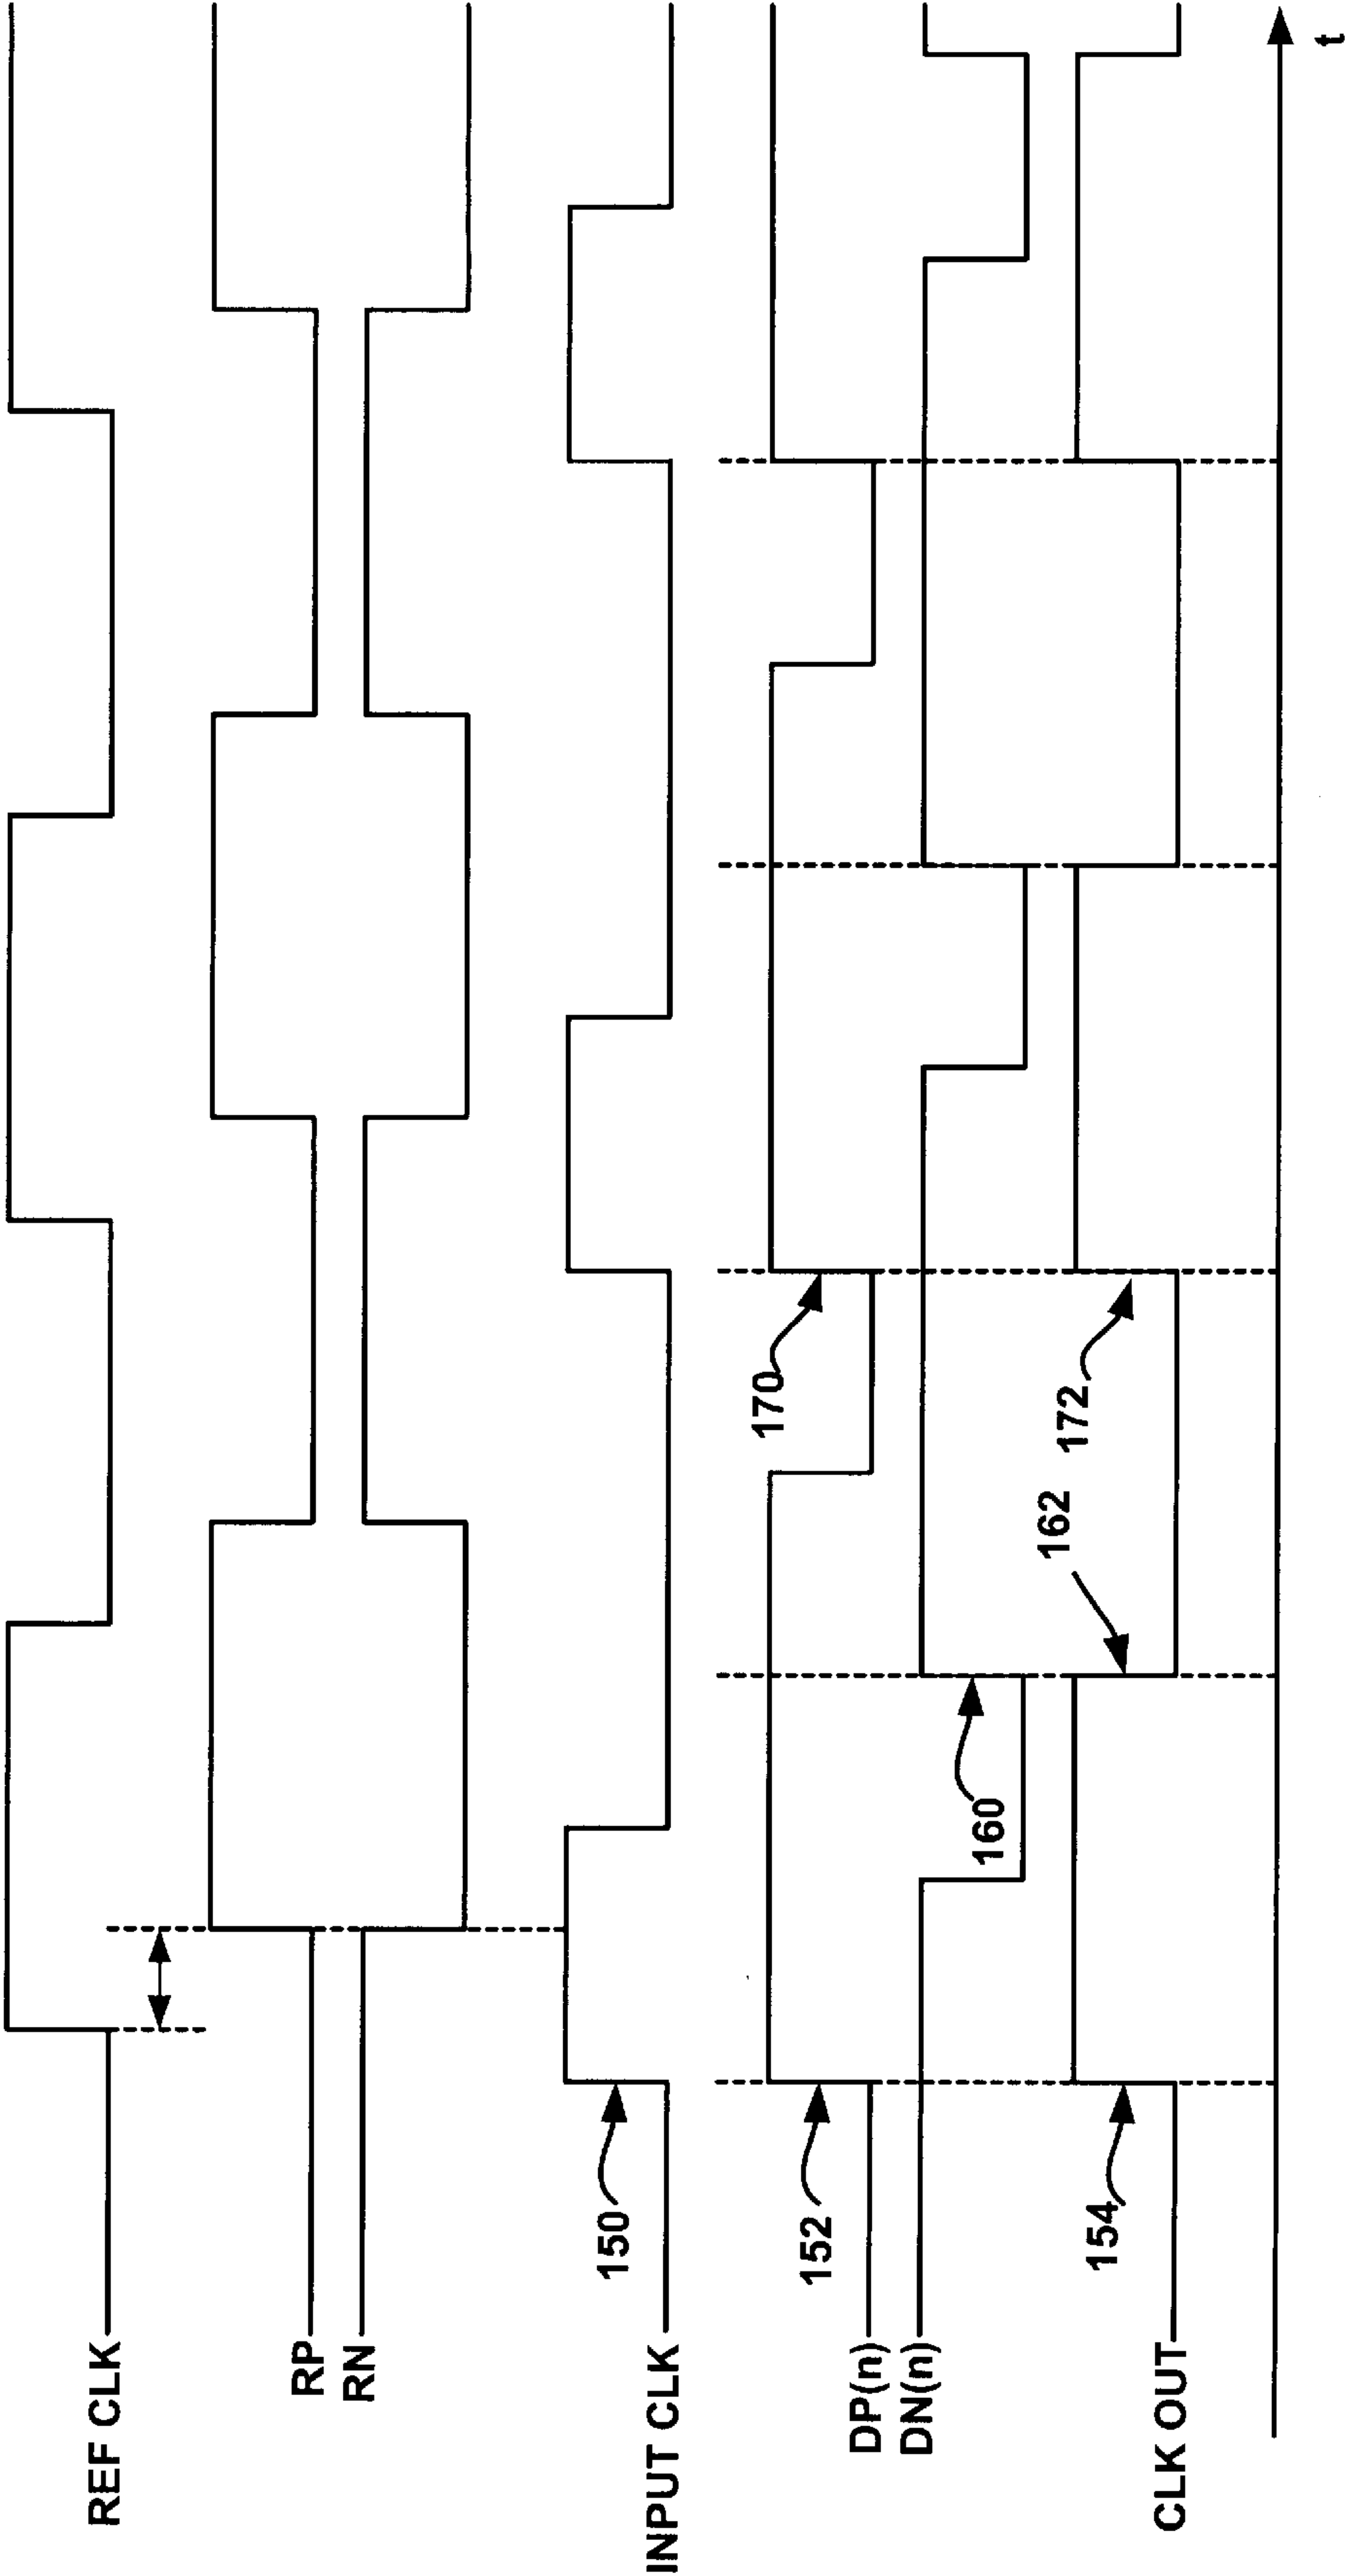 REF CLK
RP
RN
150
INPUT CLK
170
152
DP(n)
DN(n)
160
162
172
154
CLK OUT
t